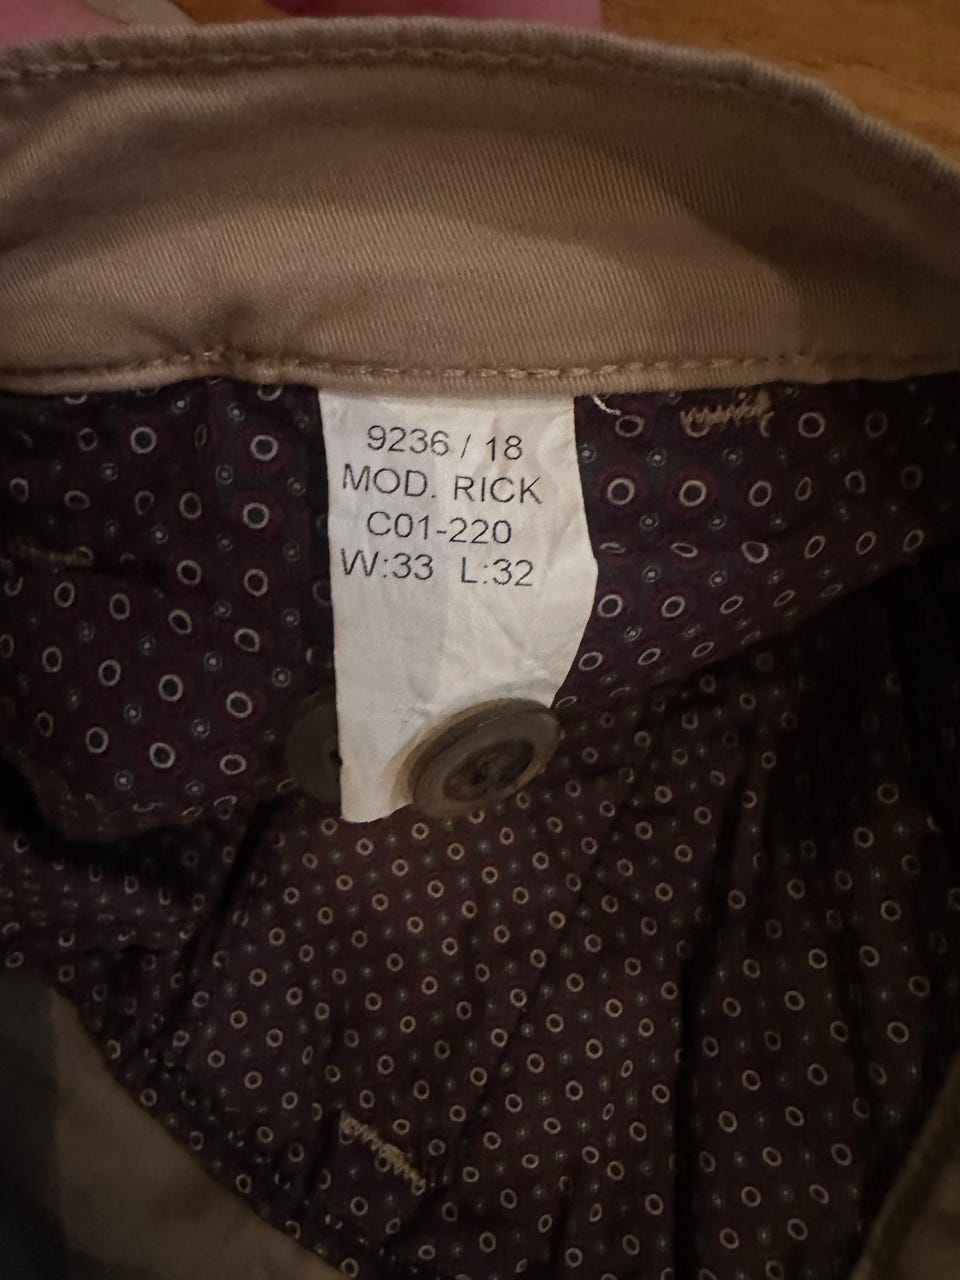 9236 / 18
MOD. RICK
C01-220
W:33 L:32